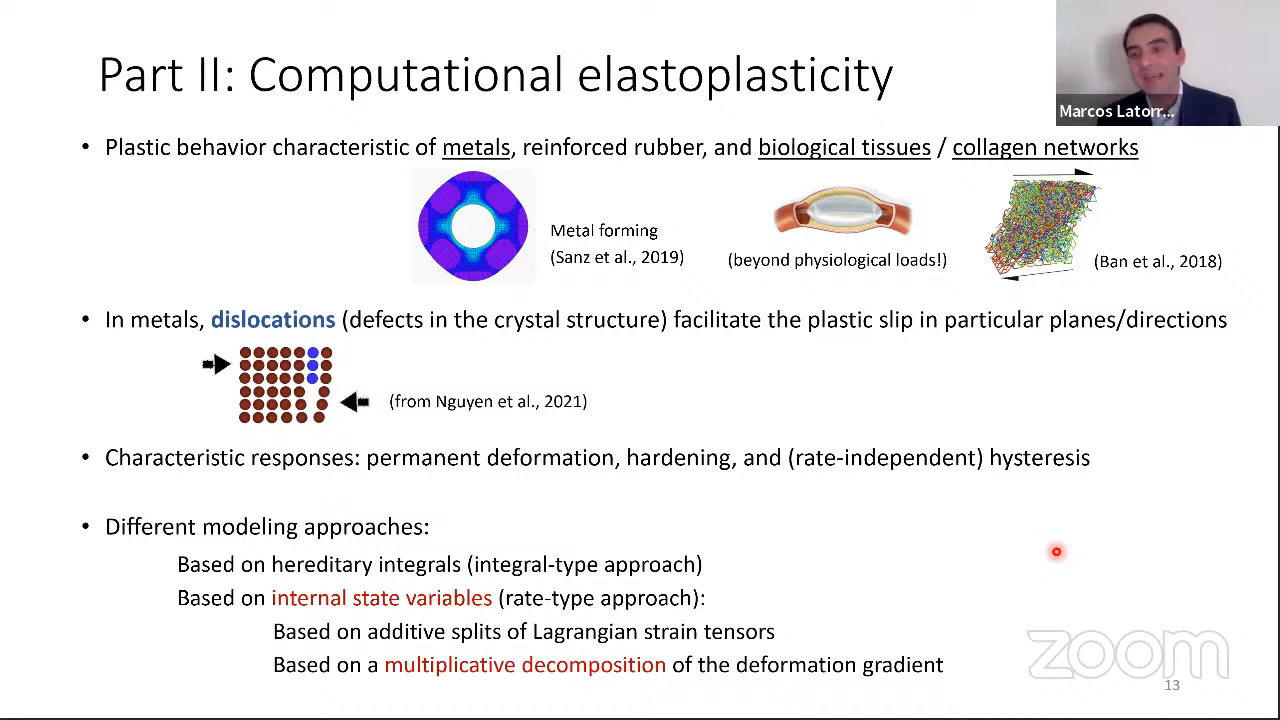 Part II: Computational elastoplasticity
Marcos Latorr...
• Plastic behavior characteristic of metals, reinforced rubber, and biological tissues / collagen networks
Metal forming
(Sanz et al., 2019)
(beyond physiological loads!)
(Ban et al., 2018)
• In metals, dislocations (defects in the crystal structure) facilitate the plastic slip in particular planes/directions
(from Nguyen et al., 2021)
• Characteristic responses: permanent deformation, hardening, and (rate-independent) hysteresis
• Different modeling approaches:
Based on hereditary integrals (integral-type approach)
Based on internal state variables (rate-type approach):
Based on additive splits of Lagrangian strain tensors
Based on a multiplicative decomposition of the deformation gradient
zoom
13